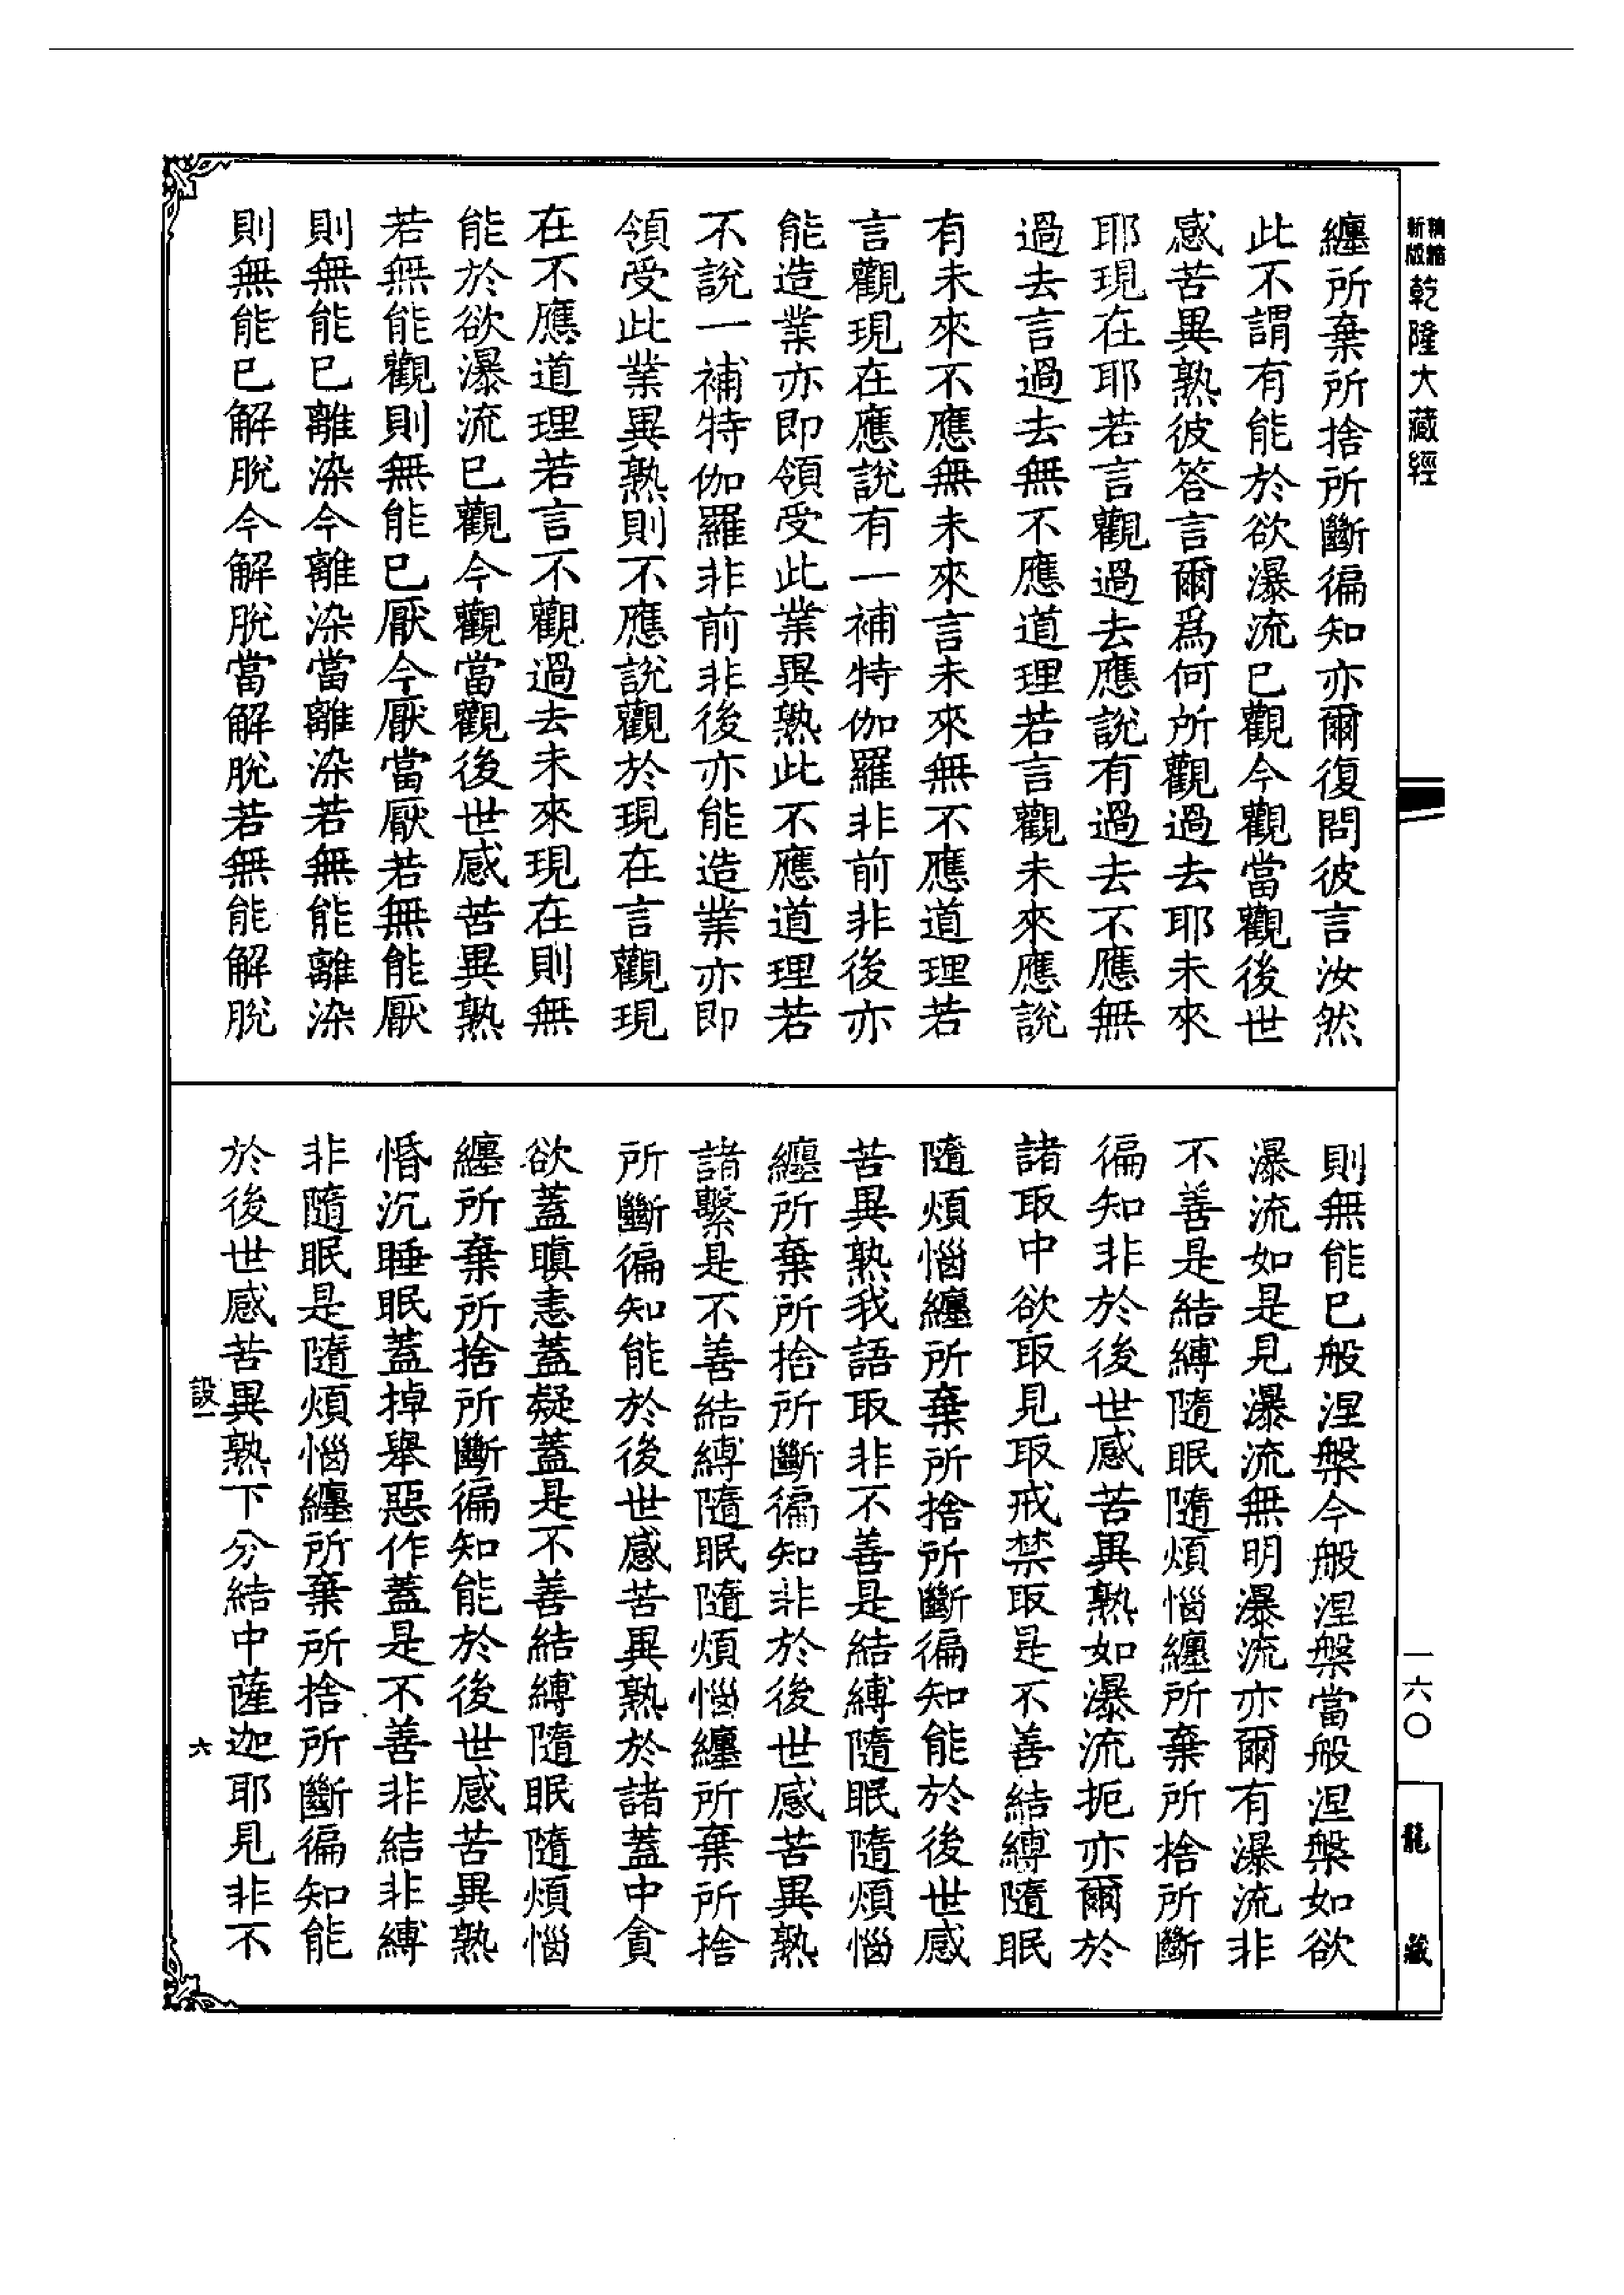 新版 精縮 乾隆大藏經
纏所棄所捨所斷徧知亦爾復問彼言汝然
此不謂有能於欲瀑流已觀今觀當觀後世
感苦異熟彼答言爾爲何所觀過去耶未來
耶現在耶若言觀過去應說有過去不應無
過去言過去無不應道理若言觀未來應說
有未來不應無未來言未來無不應道理若
言觀現在應說有一補特伽羅非前非後亦
能造業亦即領受此業異熟此不應道理若
不說一補特伽羅非前非後亦能造業亦即
領受此業異熟則不應說觀於現在言觀現
在不應道理若言不觀過去未來現在則無
能於欲瀑流已觀今觀當觀後世感苦異熟
若無能觀則無能已厭今厭當厭若無能厭
則無能已離染今離染當離染若無能離染
則無能已解脫今解脫當解脫若無能解脫
則無能已般涅槃今般涅槃當般涅槃如欲
瀑流如是見瀑流無明瀑流亦爾有瀑流非
不善是結縛隨眠隨煩惱纏所棄所捨所斷
徧知非於後世感苦異熟如瀑流扼亦爾於
諸取中欲取見取戒禁取是不善結縛隨眠
隨煩惱纏所棄所捨所斷徧知能於後世感
苦異熟我語取非不善是結縛隨眠隨煩惱
纏所棄所捨所斷徧知非於後世感苦異熟
諸繫是不善結縛隨眠隨煩惱纏所棄所捨
所斷徧知能於後世感苦異熟於諸蓋中貪
欲蓋瞋恚蓋疑蓋是不善結縛隨眠隨煩惱
纏所棄所捨所斷徧知能於後世感苦異熟
惛沉睡眠蓋掉舉惡作蓋是不善非結非縛
非隨眠是隨煩惱纏所棄所捨所斷徧知能
於後世感苦異熟下分結中薩迦耶見非不
設一 六
一六〇
龍藏